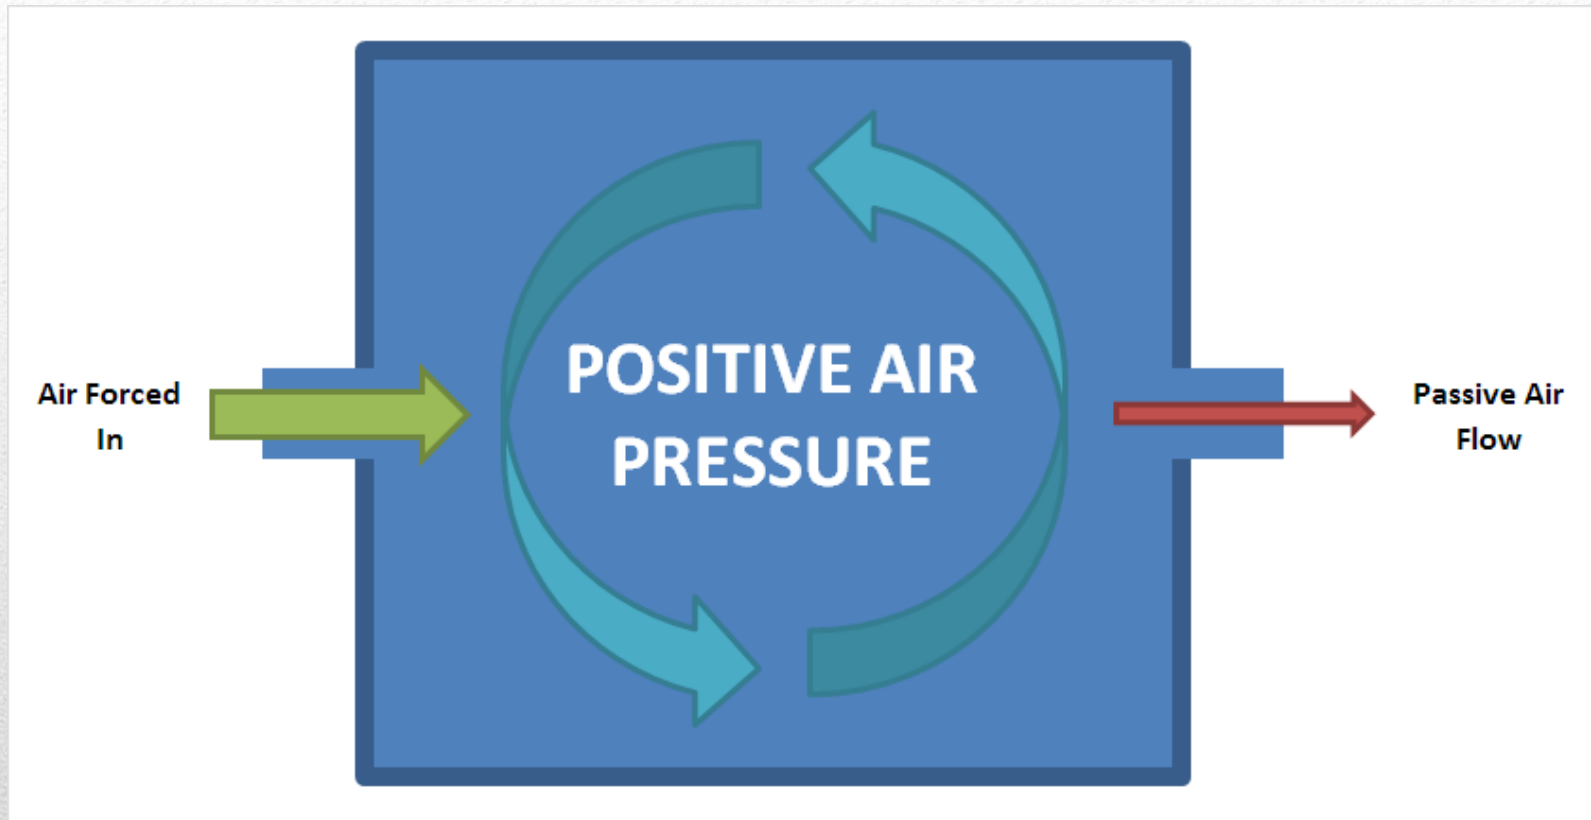 Air Forced
In
POSITIVE AIR
PRESSURE
Passive Air
Flow